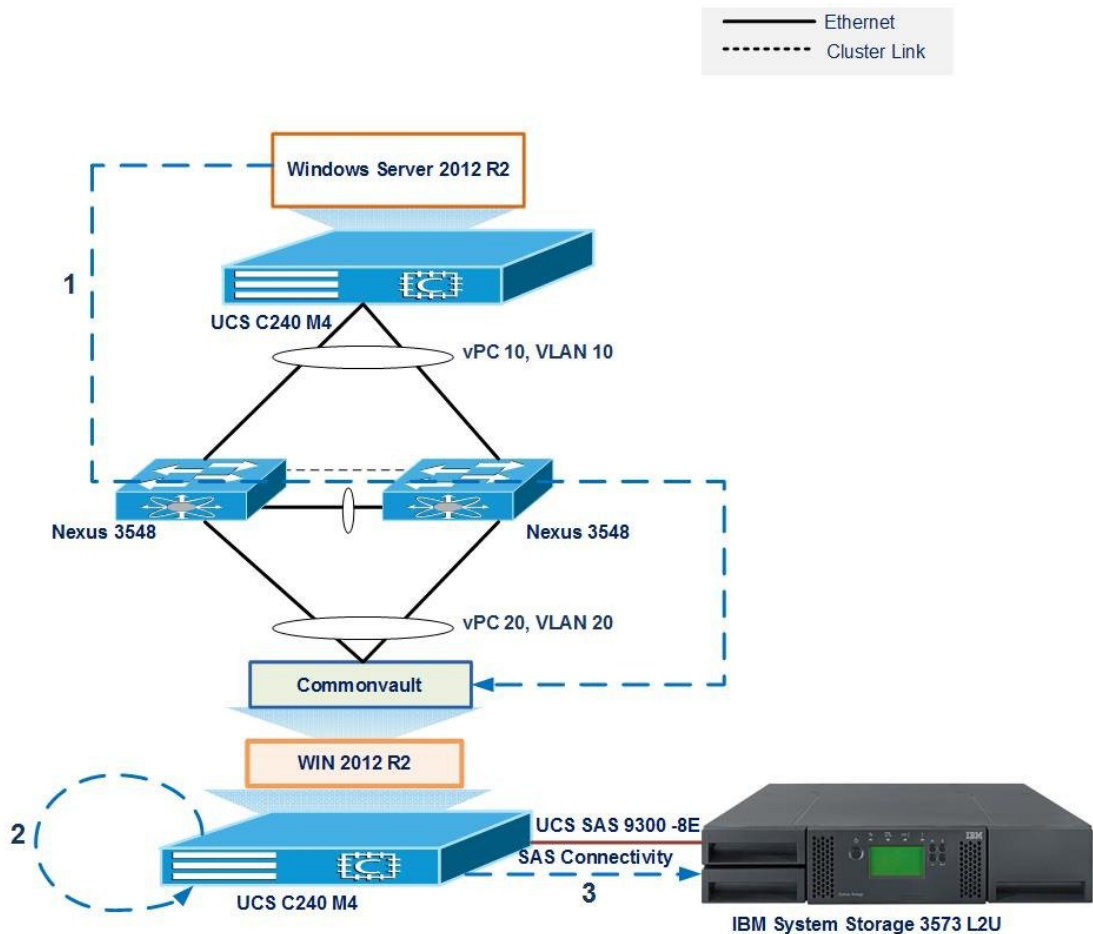 Ethernet
Cluster Link
Windows Server 2012 R2
1
UCS C240 M4
vPC 10, VLAN 10
Nexus 3548
Nexus 3548
vPC 20, VLAN 20
Commonvault
WIN 2012 R2
2
UCS SAS 9300 -8E
SAS Connectivity
3
UCS C240 M4
IBM
IBM System Storage 3573 L2U